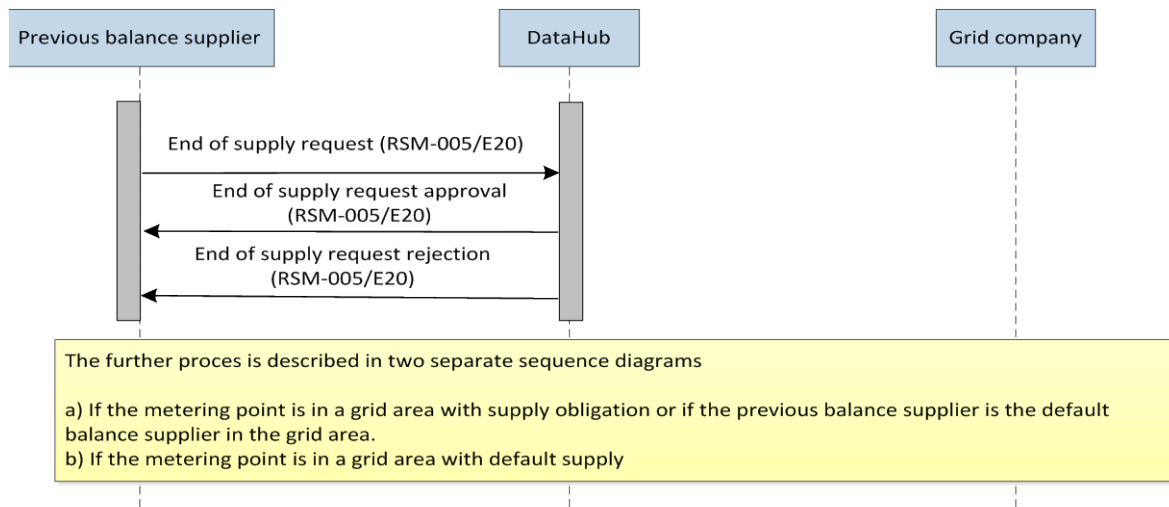 Previous balance supplier
DataHub
Grid company
End of supply request (RSM-005/E20)
End of supply request approval
(RSM-005/E20)
End of supply request rejection
(RSM-005/E20)
The further proces is described in two separate sequence diagrams
a) If the metering point is in a grid area with supply obligation or if the previous balance supplier is the default
balance supplier in the grid area.
b) If the metering point is in a grid area with default supply